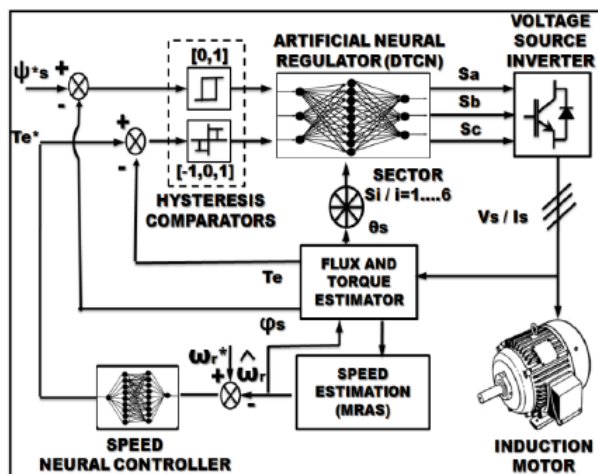 ARTIFICIAL NEURAL
REGULATOR (DTCN)
VOLTAGE
SOURCE
INVERTER
[0,1]
ψ*s
+
-
Sa
Sb
Sc
Te*
+
-
[-1,0,1]
HYSTERESIS
COMPARATORS
SECTOR
Si / i=1....6
θs
Vs / Is
Te
FLUX AND
TORQUE
ESTIMATOR
φs
ωr*
ω̂r
+
-
SPEED
ESTIMATION
(MRAS)
SPEED
NEURAL CONTROLLER
INDUCTION
MOTOR